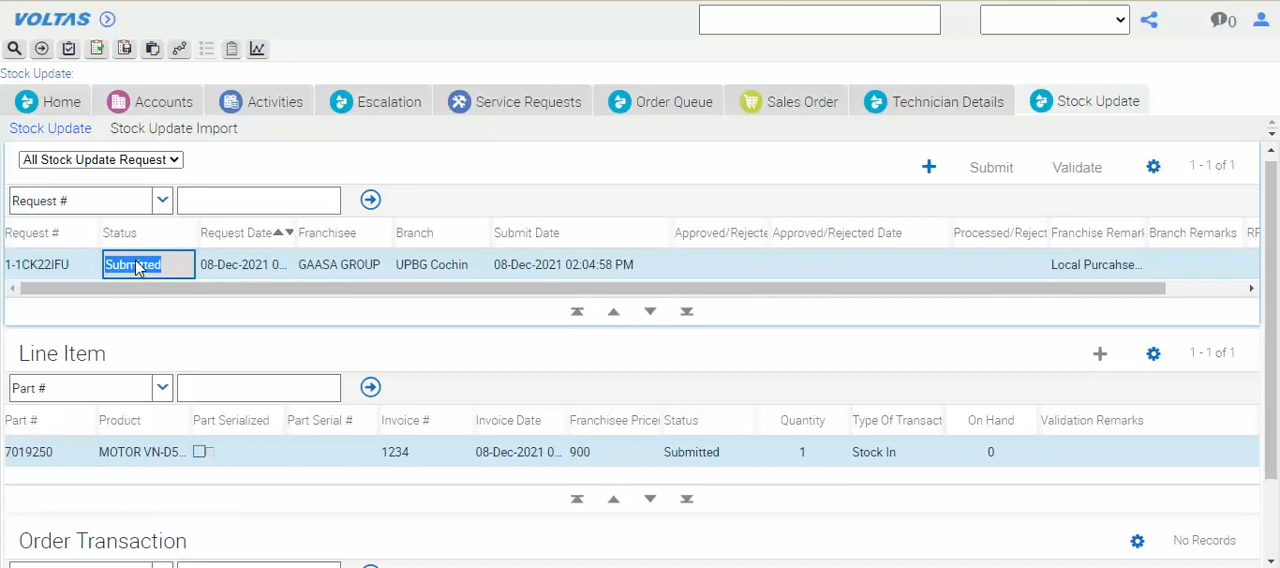 VOLTAS
0
Stock Update:
Home Accounts Activities Escalation Service Requests Order Queue Sales Order Technician Details Stock Update
Stock Update Stock Update Import
All Stock Update Request Submit Validate 1 - 1 of 1
Request #
Request # Status Request Date Franchisee Branch Submit Date Approved/Rejecte Approved/Rejected Date Processed/Reject Franchise Remark Branch Remarks RF
1-1CK22IFU Submitted 08-Dec-2021 0... GAASA GROUP UPBG Cochin 08-Dec-2021 02:04:58 PM Local Purcahse...
Line Item 1 - 1 of 1
Part #
Part # Product Part Serialized Part Serial # Invoice # Invoice Date Franchisee Price Status Quantity Type Of Transact On Hand Validation Remarks
7019250 MOTOR VN-D5... 1234 08-Dec-2021 0... 900 Submitted 1 Stock In 0
Order Transaction No Records